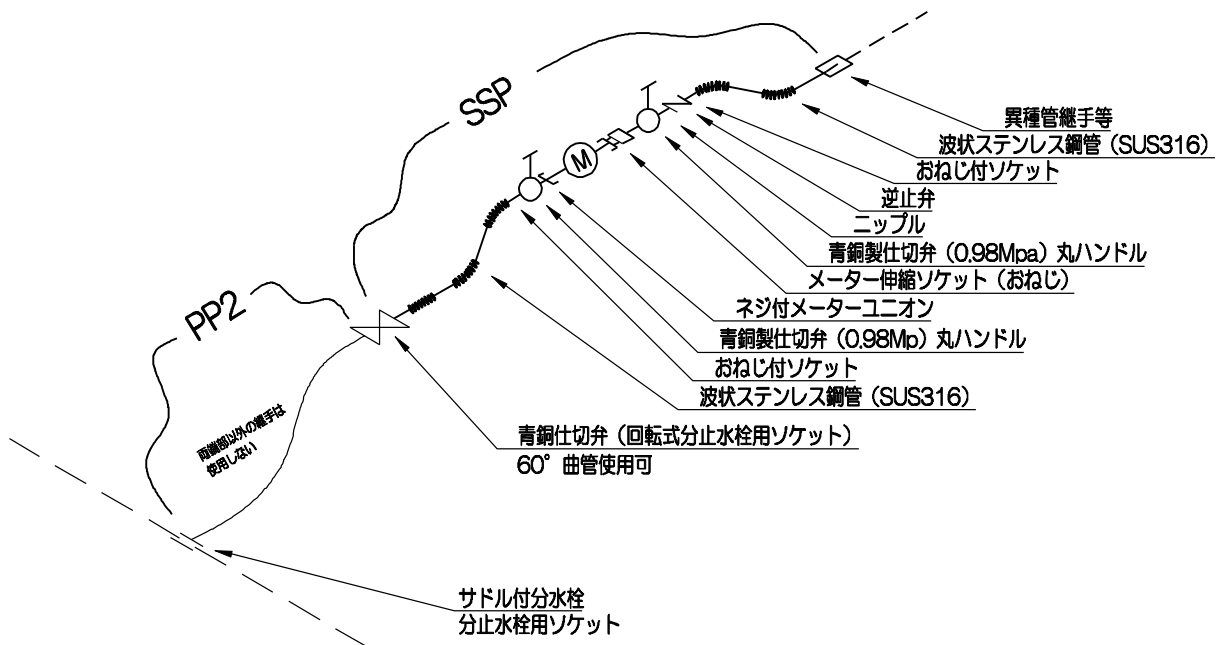 SSP
M
異種管継手等
波状ステンレス鋼管（SUS316）
おねじ付ソケット
逆止弁
ニップル
青銅製仕切弁（0.98Mpa）丸ハンドル
メーター伸縮ソケット（おねじ）
ネジ付メーターユニオン
青銅製仕切弁（0.98Mp）丸ハンドル
おねじ付ソケット
波状ステンレス鋼管（SUS316）
PP2
青銅仕切弁（回転式分止水栓用ソケット）
60°曲管使用可
両端部以外の継手は
使用しない
サドル付分水栓
分止水栓用ソケット